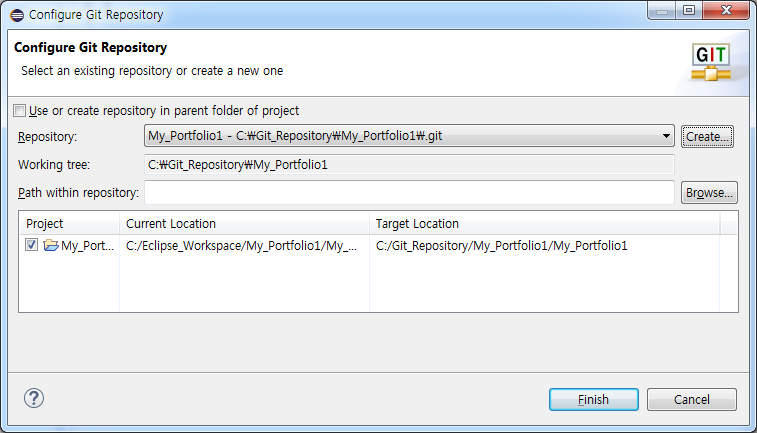 Configure Git Repository
Configure Git Repository
Select an existing repository or create a new one
GIT
Use or create repository in parent folder of project
Repository: My_Portfolio1 - C:₩Git_Repository₩My_Portfolio1₩.git Create...
Working tree: C:₩Git_Repository₩My_Portfolio1
Path within repository: Browse...
Project Current Location Target Location
My_Port... C:/Eclipse_Workspace/My_Portfolio1/My_... C:/Git_Repository/My_Portfolio1/My_Portfolio1
? Finish Cancel